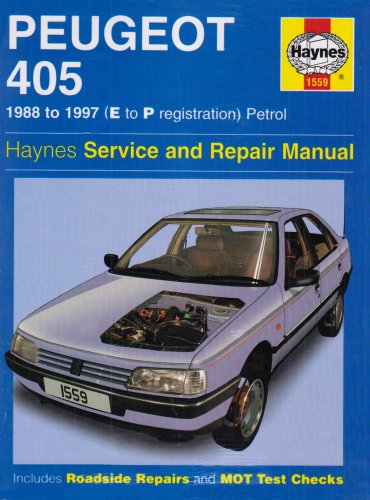 PEUGEOT
405
1988 to 1997 (E to P registration) Petrol
Haynes
1559
®
Haynes Service and Repair Manual
1559
Includes Roadside Repairs and MOT Test Checks